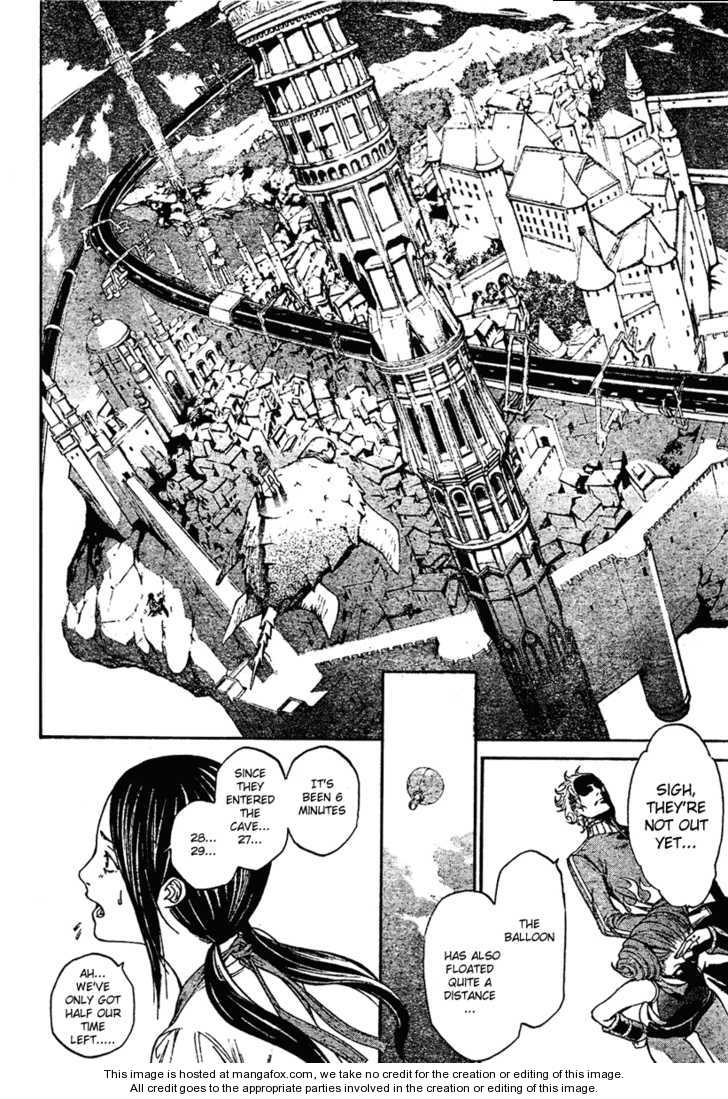 SIGH,
THEY'RE
NOT OUT
YET...
THE
BALLOON
HAS ALSO
FLOATED
QUITE A
DISTANCE
...
IT'S
BEEN 6
MINUTES
SINCE
THEY
ENTERED
THE
CAVE...
27...
28...
29...
AH...
WE'VE
ONLY GOT
HALF OUR
TIME
LEFT.....
This image is hosted at mangafox.com, we take no credit for the creation or editing of this image.
All credit goes to the appropriate parties involved in the creation or editing of this image.